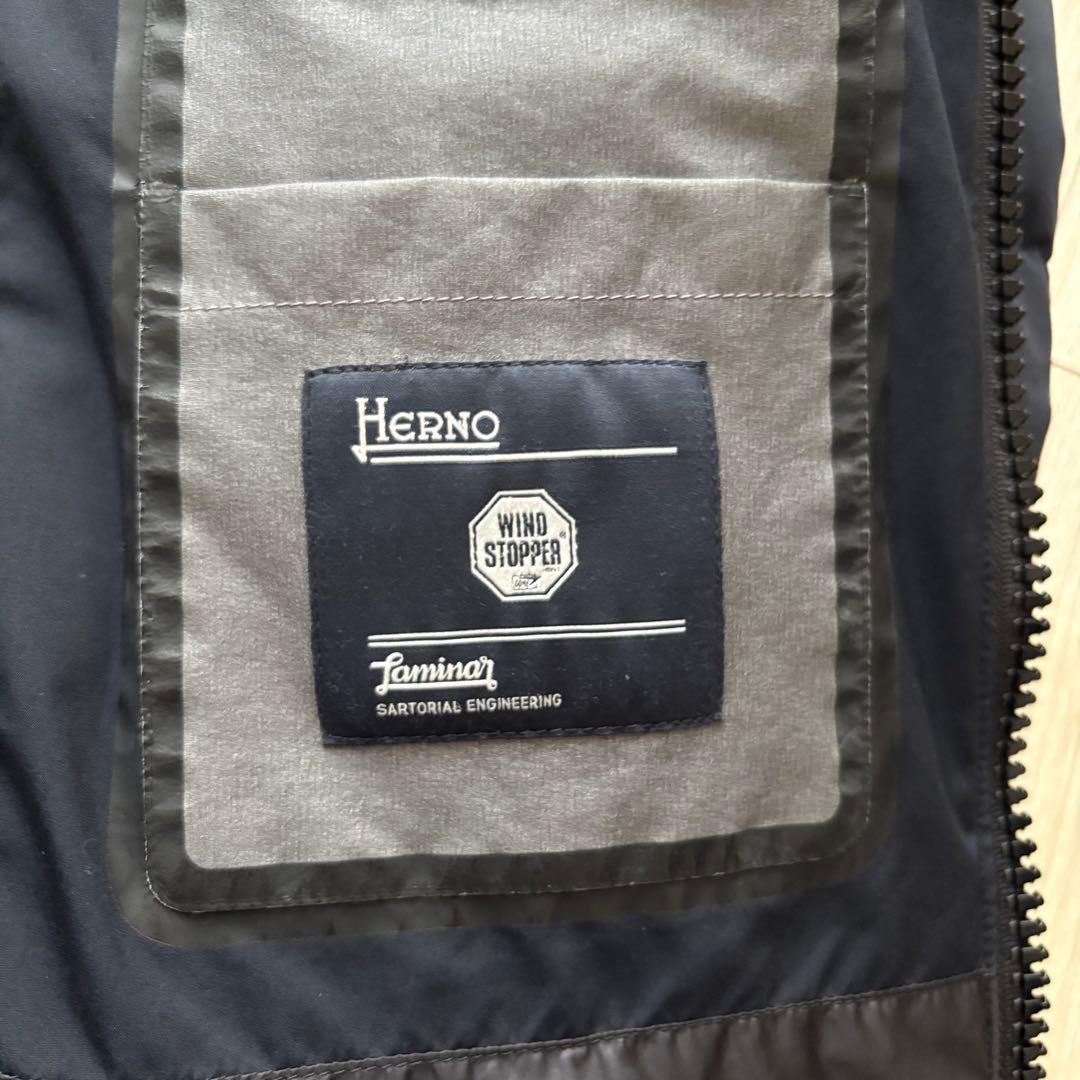 HERNO
WIND
STOPPER®
Laminar
SARTORIAL ENGINEERING